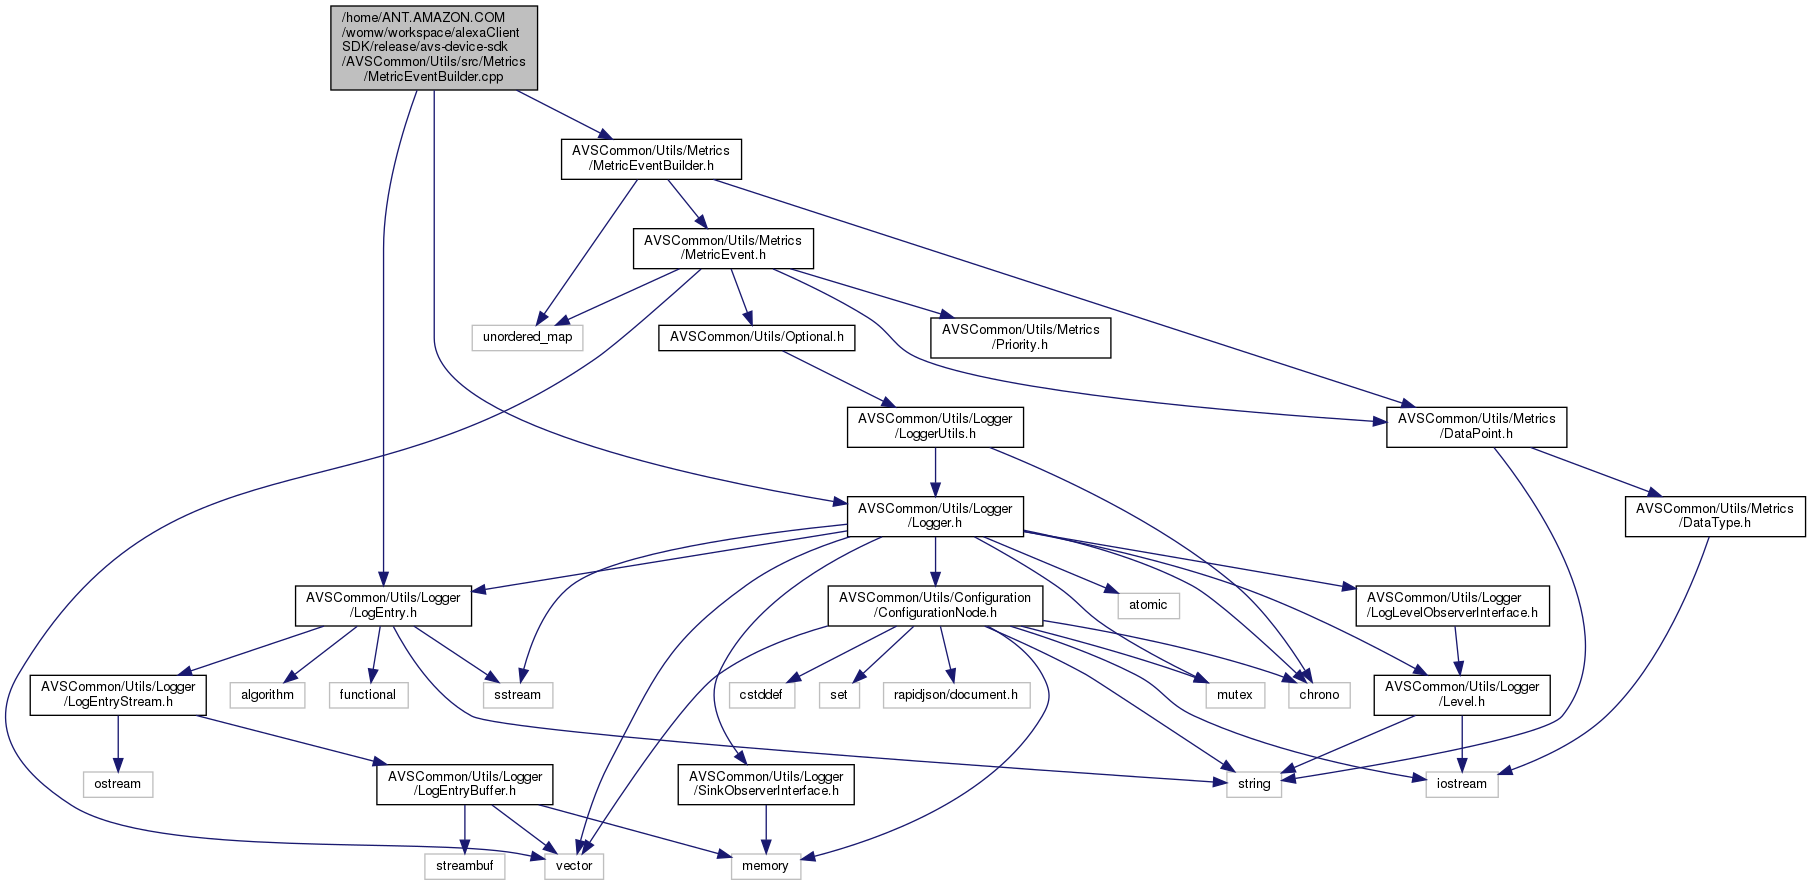 /home/ANT.AMAZON.COM
/womw/workspace/alexaClient
SDK/release/avs-device-sdk
/AVSCommon/Utils/src/Metrics
/MetricEventBuilder.cpp
AVSCommon/Utils/Metrics
/MetricEventBuilder.h
AVSCommon/Utils/Metrics
/MetricEvent.h
unordered_map
AVSCommon/Utils/Optional.h
AVSCommon/Utils/Metrics
/Priority.h
AVSCommon/Utils/Logger
/LoggerUtils.h
AVSCommon/Utils/Metrics
/DataPoint.h
AVSCommon/Utils/Logger
/Logger.h
AVSCommon/Utils/Metrics
/DataType.h
AVSCommon/Utils/Logger
/LogEntry.h
AVSCommon/Utils/Configuration
/ConfigurationNode.h
atomic
AVSCommon/Utils/Logger
/LogLevelObserverInterface.h
AVSCommon/Utils/Logger
/LogEntryStream.h
algorithm
functional
sstream
cstddef
set
rapidjson/document.h
mutex
chrono
AVSCommon/Utils/Logger
/Level.h
ostream
AVSCommon/Utils/Logger
/LogEntryBuffer.h
AVSCommon/Utils/Logger
/SinkObserverInterface.h
string
iostream
streambuf
vector
memory